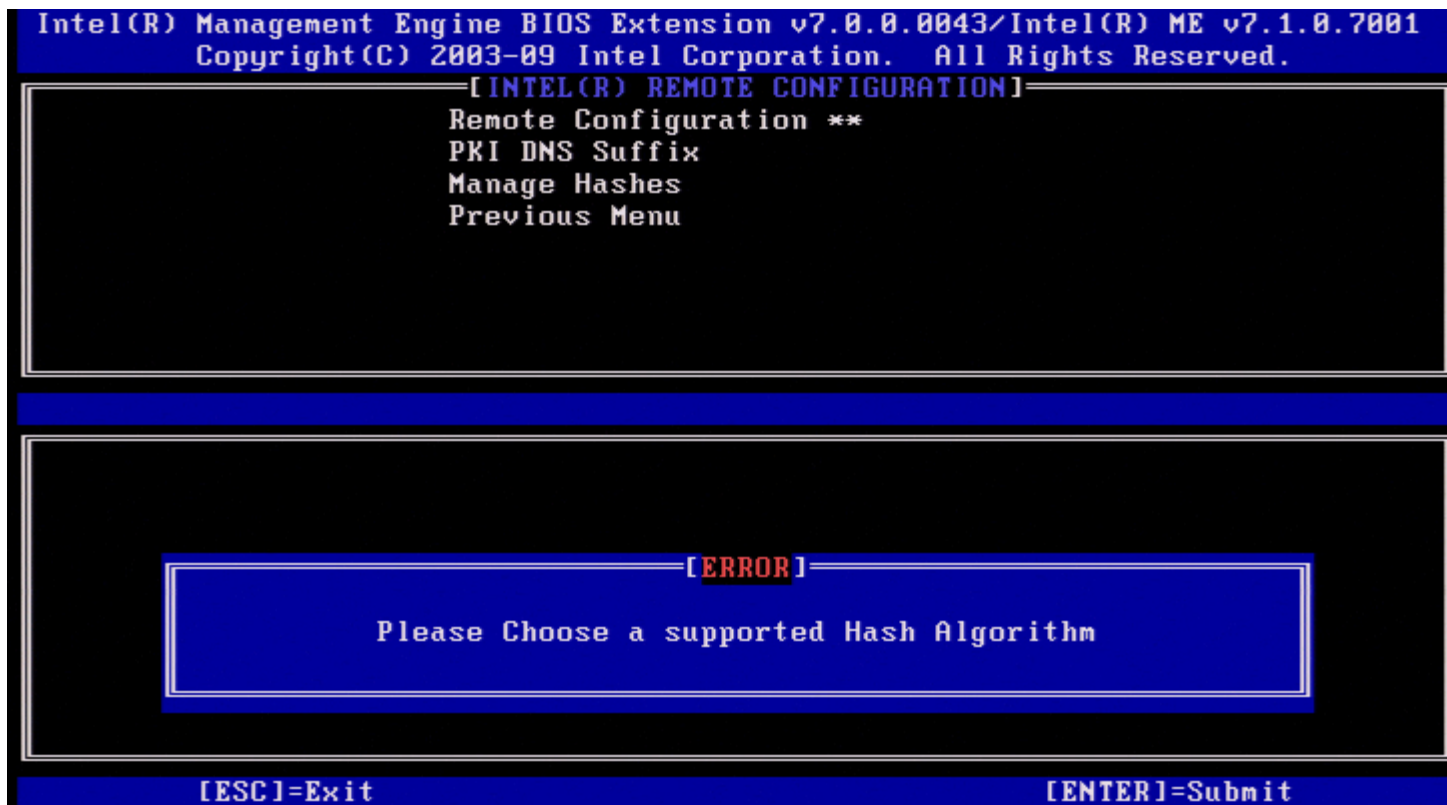 Intel(R) Management Engine BIOS Extension v7.0.0.0043/Intel(R) ME v7.1.0.7001
Copyright(C) 2003-09 Intel Corporation. All Rights Reserved.
[INTEL(R) REMOTE CONFIGURATION]
Remote Configuration **
PKI DNS Suffix
Manage Hashes
Previous Menu
[ERROR]
Please Choose a supported Hash Algorithm
[ESC]=Exit [ENTER]=Submit